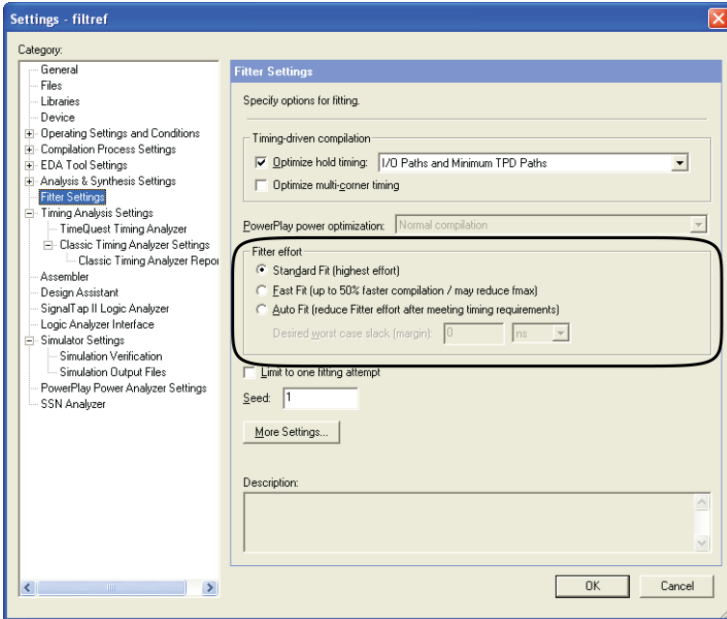 Settings - filtref
Category:
General
Files
Libraries
Device
Operating Settings and Conditions
Compilation Process Settings
EDA Tool Settings
Analysis & Synthesis Settings
Fitter Settings
Timing Analysis Settings
TimeQuest Timing Analyzer
Classic Timing Analyzer Settings
Classic Timing Analyzer Repor
Assembler
Design Assistant
SignalTap II Logic Analyzer
Logic Analyzer Interface
Simulator Settings
Simulation Verification
Simulation Output Files
PowerPlay Power Analyzer Settings
SSN Analyzer
Fitter Settings
Specify options for fitting.
Timing-driven compilation
Optimize hold timing: I/O Paths and Minimum TPD Paths
Optimize multi-corner timing
PowerPlay power optimization: Normal compilation
Fitter effort
Standard Fit (highest effort)
Fast Fit (up to 50% faster compilation / may reduce fmax)
Auto Fit (reduce Fitter effort after meeting timing requirements)
Desired worst case slack (margin): 0 ns
Limit to one fitting attempt
Seed: 1
More Settings...
Description:
OK Cancel